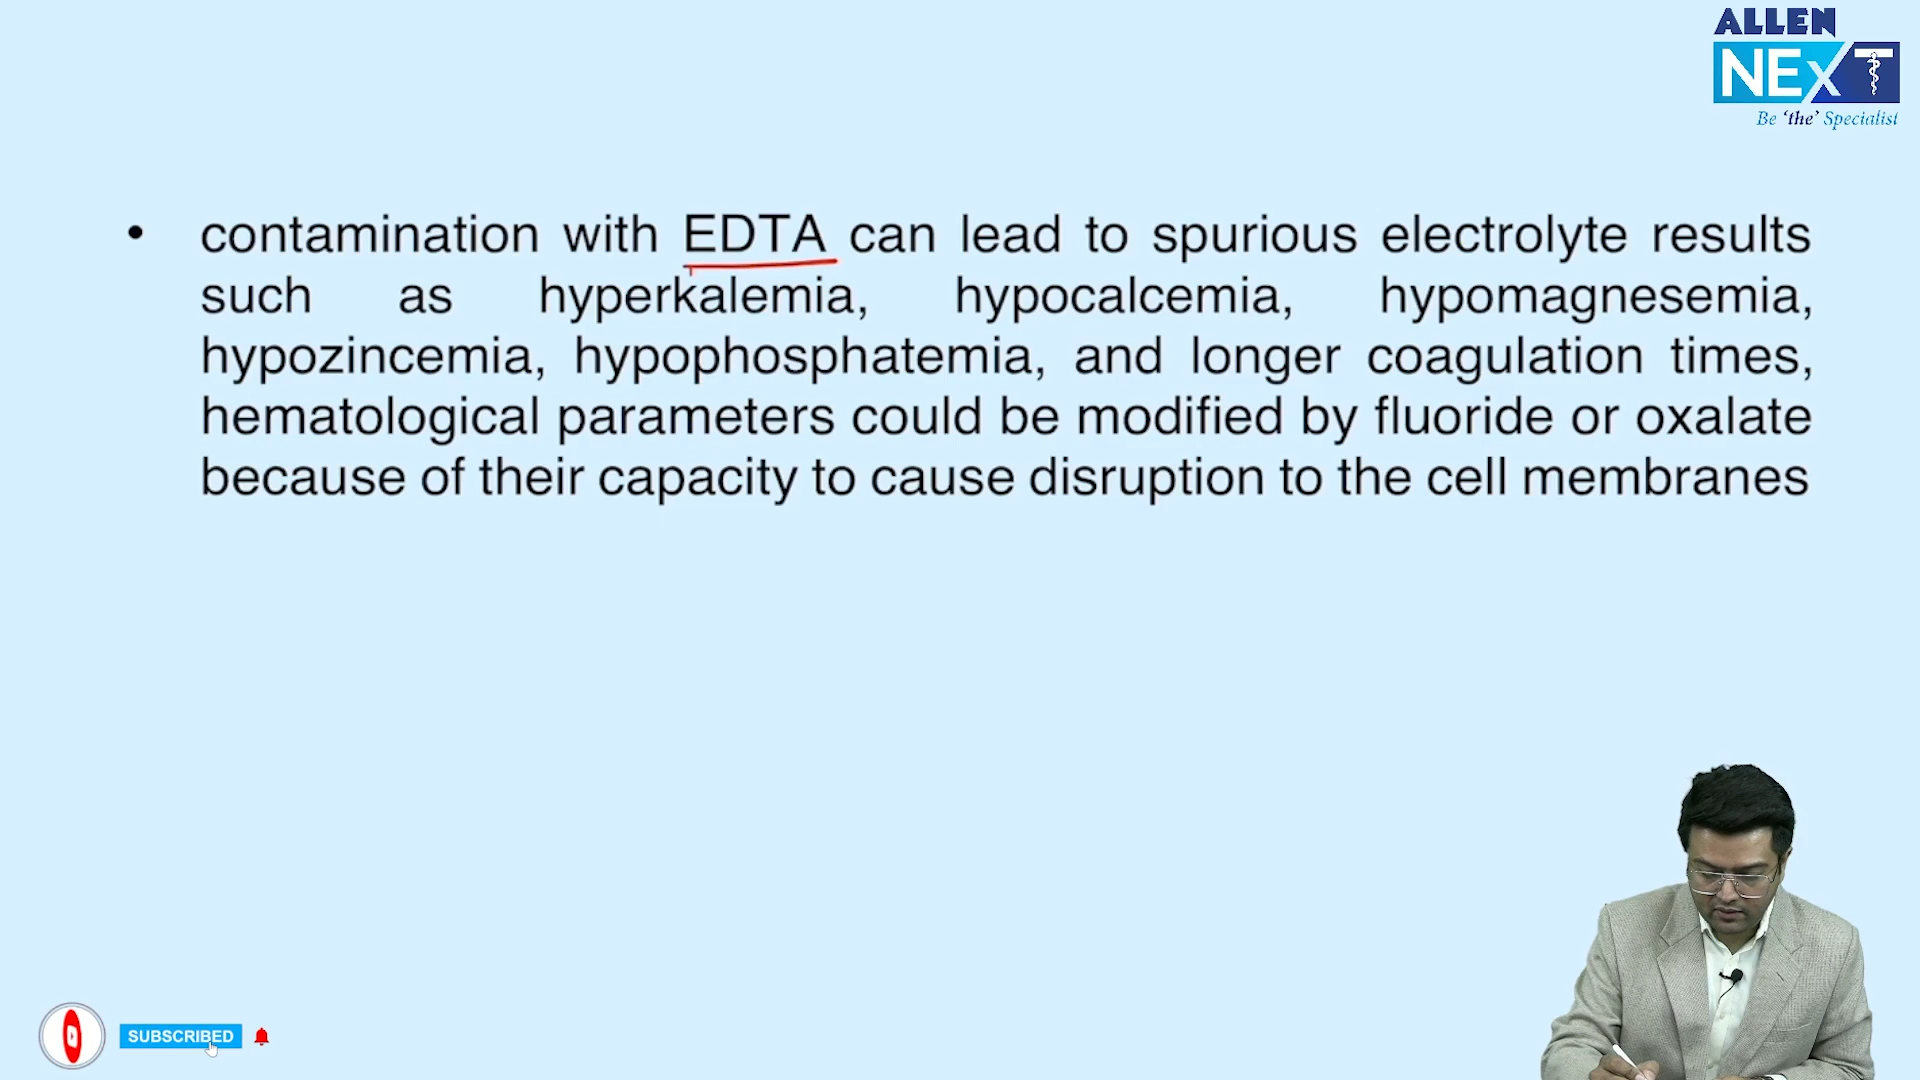 ALLEN
NEXT
Be 'the' Specialist
• contamination with EDTA can lead to spurious electrolyte results
such as hyperkalemia, hypocalcemia, hypomagnesemia,
hypozincemia, hypophosphatemia, and longer coagulation times,
hematological parameters could be modified by fluoride or oxalate
because of their capacity to cause disruption to the cell membranes
SUBSCRIBED